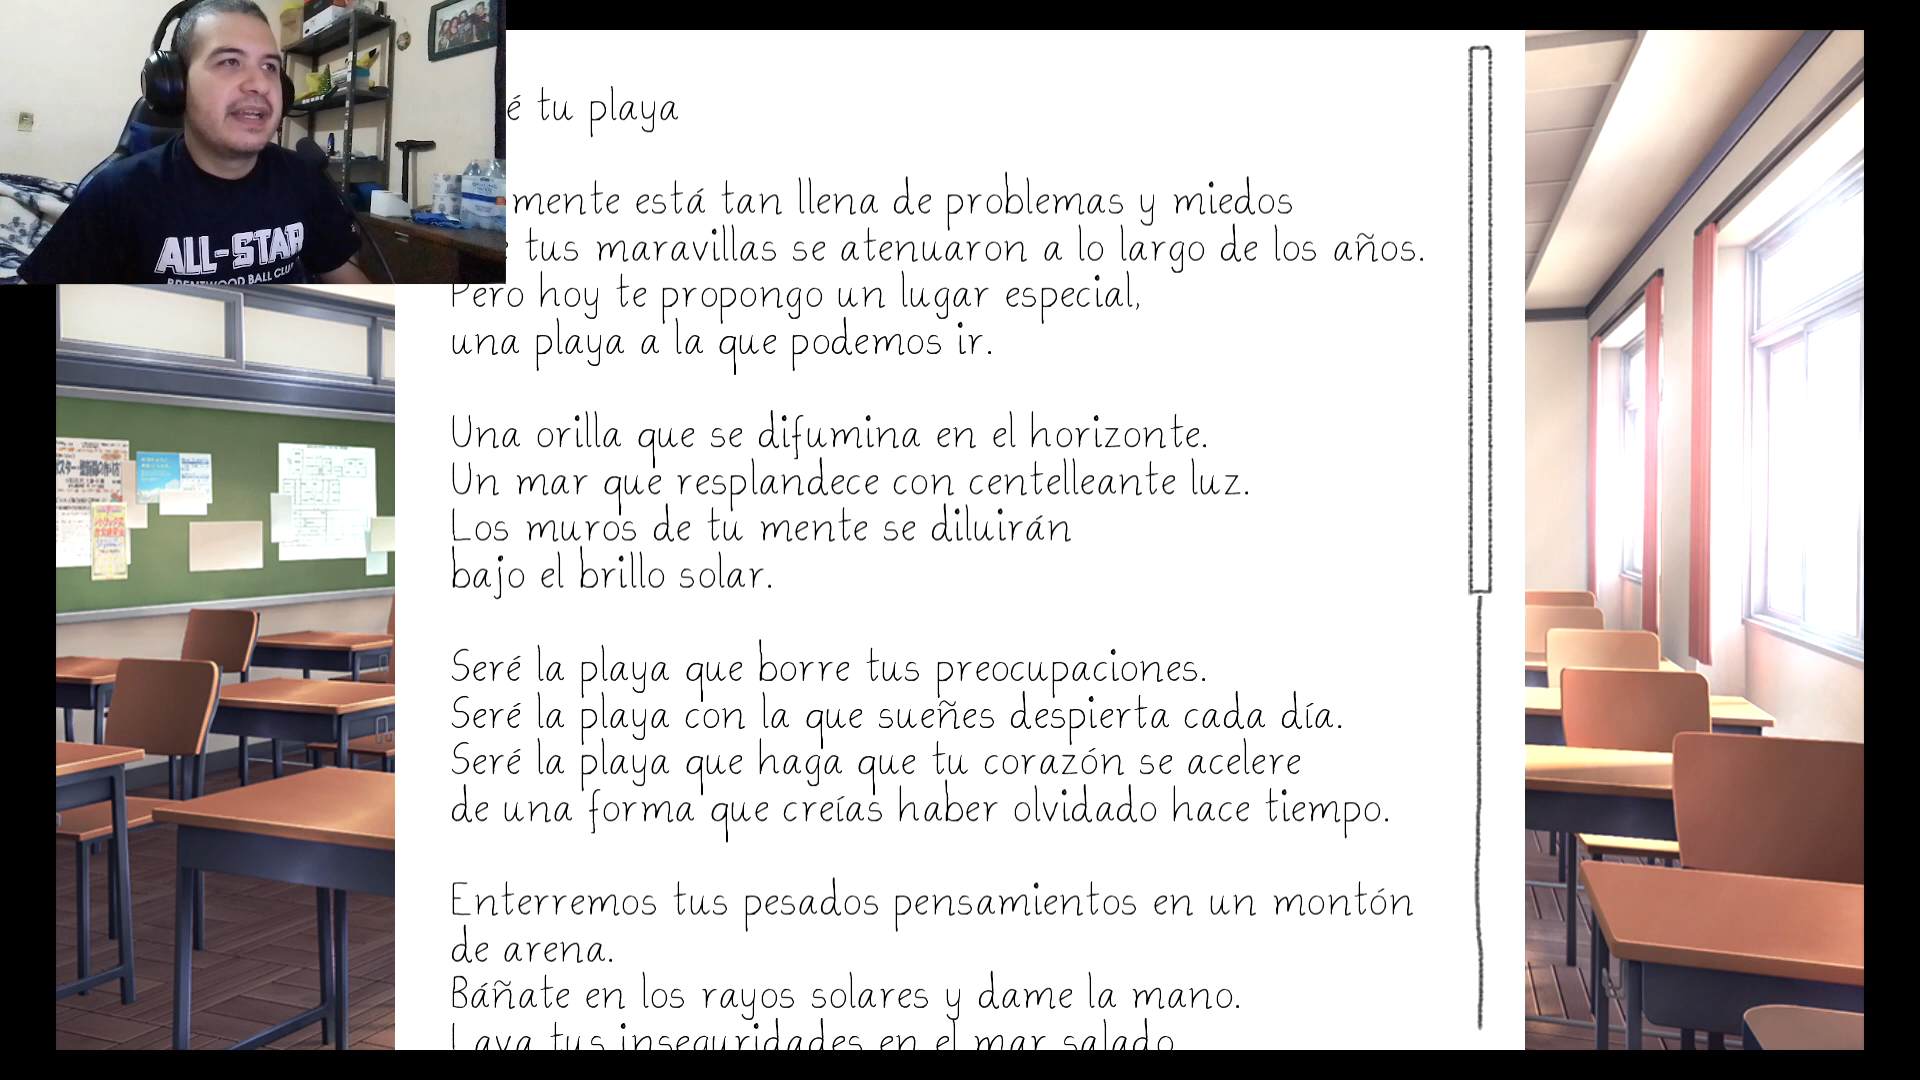 é tu playa
mente está tan llena de problemas y miedos
tus maravillas se atenuaron a lo largo de los años.
Pero hoy te propongo un lugar especial,
una playa a la que podemos ir.
Una orilla que se difumina en el horizonte.
Un mar que resplandece con centelleante luz.
Los muros de tu mente se diluirán
bajo el brillo solar.
Seré la playa que borre tus preocupaciones.
Seré la playa con la que sueñes despierta cada día.
Seré la playa que haga que tu corazón se acelere
de una forma que creías haber olvidado hace tiempo.
Enterremos tus pesados pensamientos en un montón
de arena.
Báñate en los rayos solares y dame la mano.
Lava tus inseguridades en el mar salado
ALL-STAR
BRENTWOOD BALL CLUB